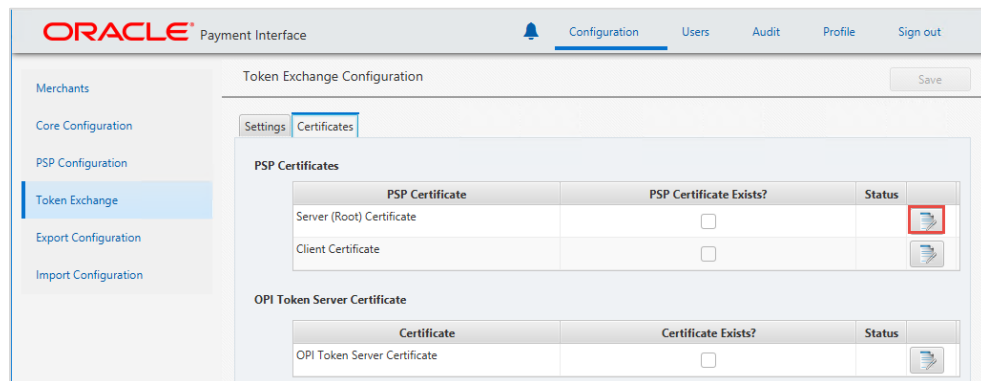 ORACLE® Payment Interface
Configuration Users Audit Profile Sign out
Merchants
Core Configuration
PSP Configuration
Token Exchange
Export Configuration
Import Configuration
Token Exchange Configuration
Save
Settings Certificates
PSP Certificates
PSP Certificate PSP Certificate Exists? Status
Server (Root) Certificate
Client Certificate
OPI Token Server Certificate
Certificate Certificate Exists? Status
OPI Token Server Certificate